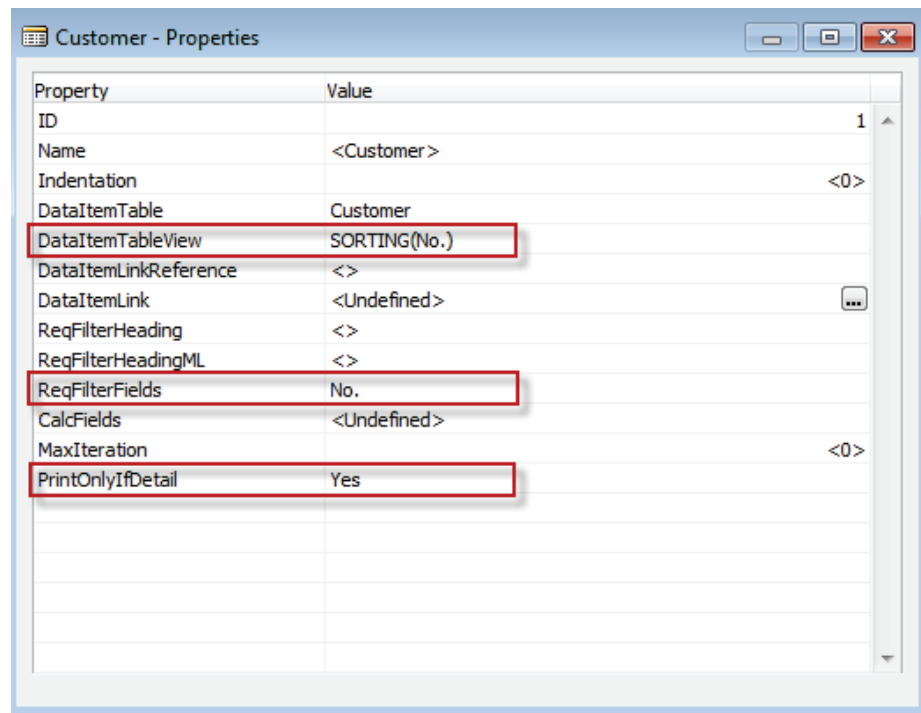 Customer - Properties
Property Value
ID 1
Name <Customer>
Indentation <0>
DataItemTable Customer
DataItemTableView SORTING(No.)
DataItemLinkReference <>
DataItemLink <Undefined> ...
ReqFilterHeading <>
ReqFilterHeadingML <>
ReqFilterFields No.
CalcFields <Undefined>
MaxIteration <0>
PrintOnlyIfDetail Yes